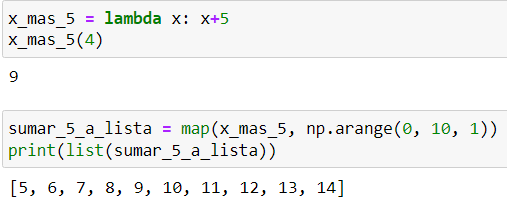 x_mas_5 = lambda x: x+5
x_mas_5(4)
9
sumar_5_a_lista = map(x_mas_5, np.arange(0, 10, 1))
print(list(sumar_5_a_lista))
[5, 6, 7, 8, 9, 10, 11, 12, 13, 14]